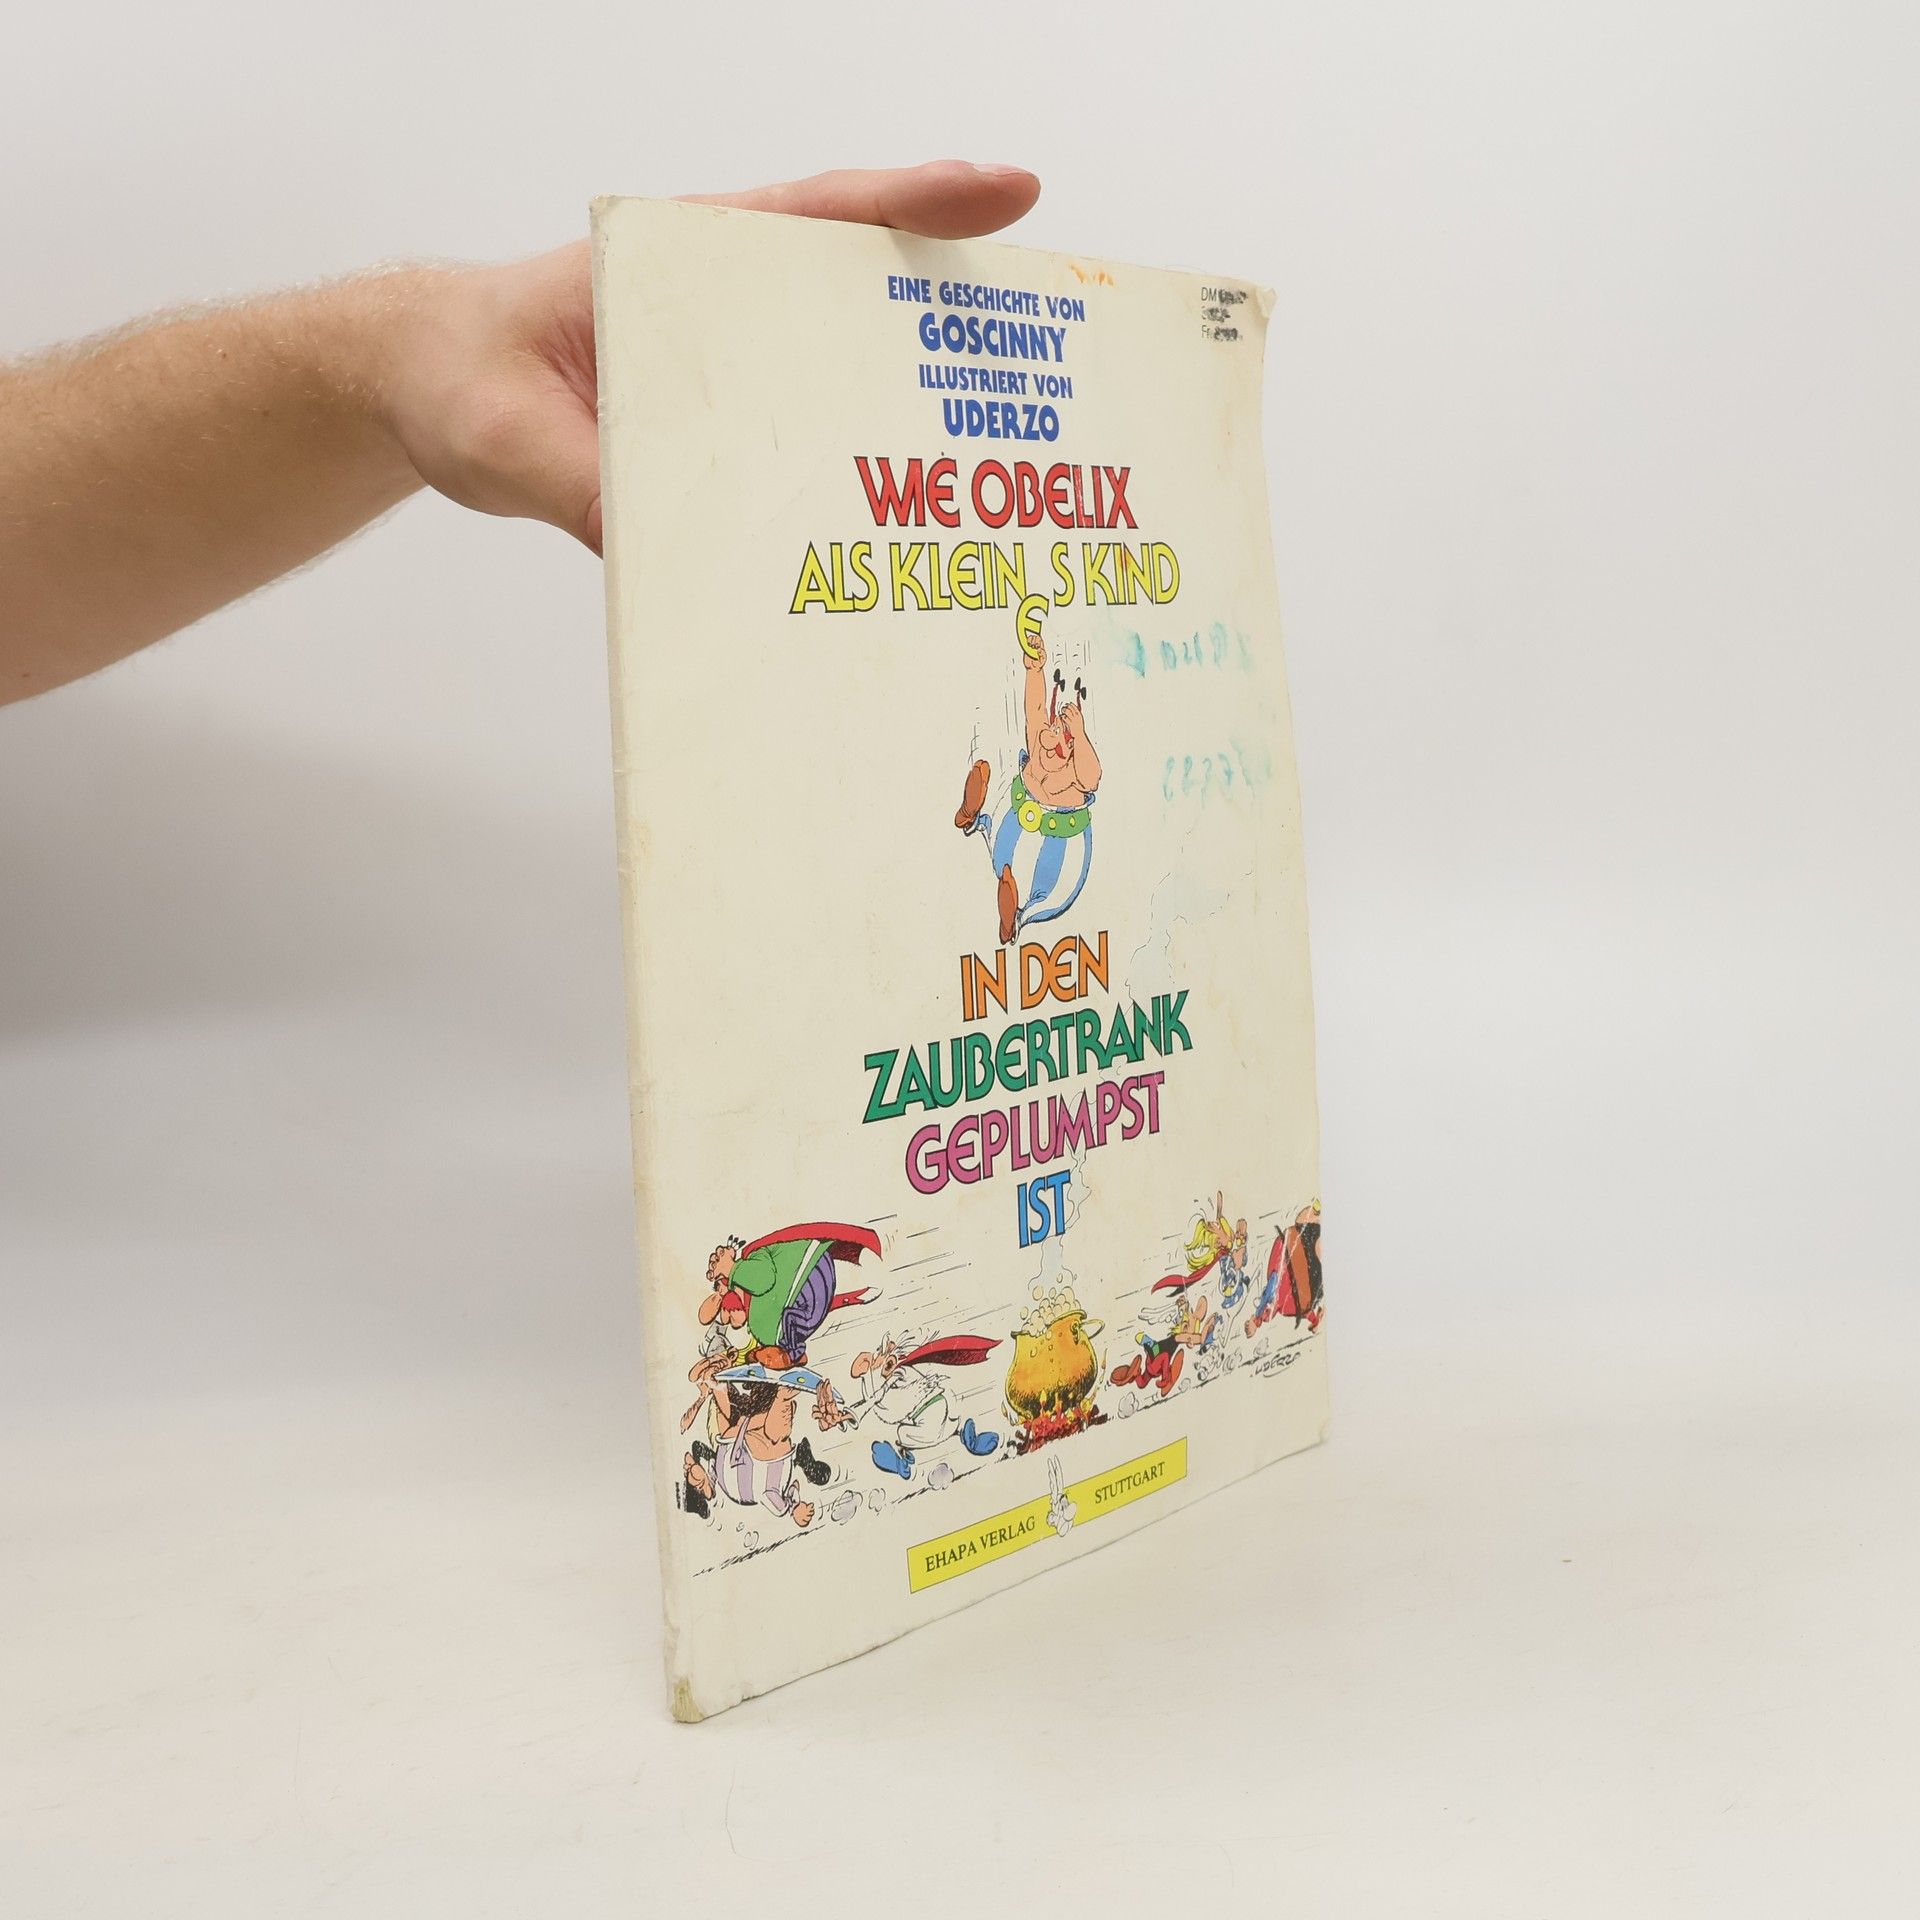 EINE GESCHICHTE VON
GOSCINNY
ILLUSTRIERT VON
UDERZO
WIE OBELIX
ALS KLEINES KIND
IN DEN
ZAUBERTRANK
GEPLUMPST
IST
DM
Fr.
UDERZO
EHAPA VERLAG STUTTGART